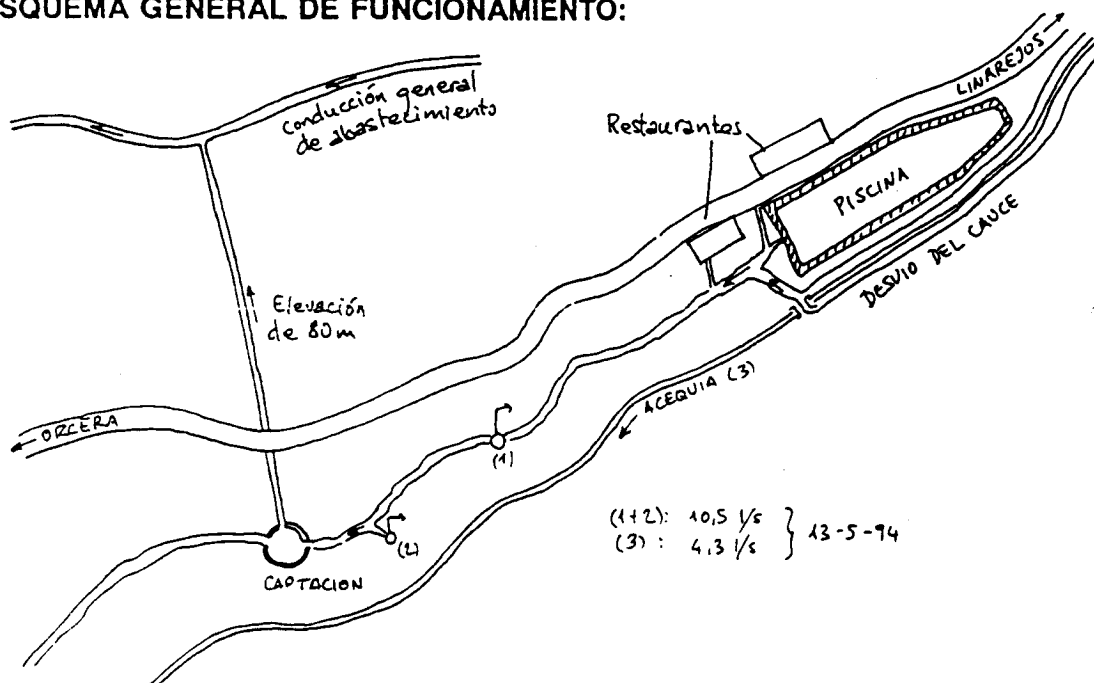 SQUEMA GENERAL DE FUNCIONAMIENTO:
Conducción general
de abastecimiento
Restaurantes
LINAREJOS
PISCINA
DESVIO DEL CAUCE
Elevación
de 80m
ACEQUIA (3)
ORCERA
(1)
(2)
CAPTACION
(1+2): 10,5 l/s
(3): 4,3 l/s
13-5-94